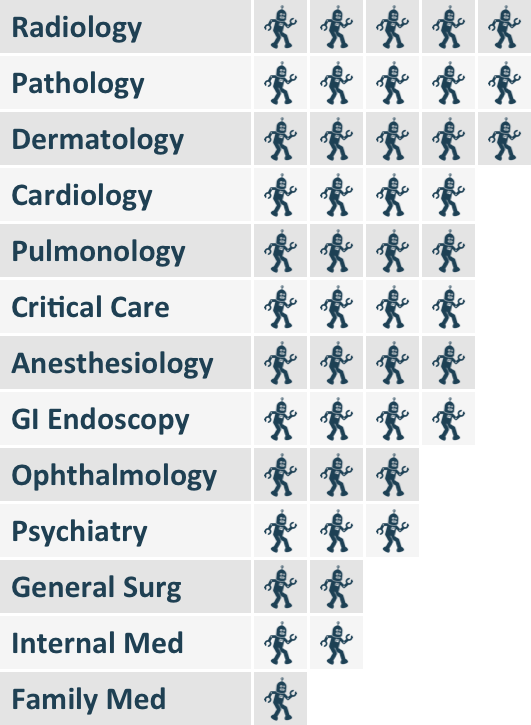 Radiology
Pathology
Dermatology
Cardiology
Pulmonology
Critical Care
Anesthesiology
GI Endoscopy
Ophthalmology
Psychiatry
General Surg
Internal Med
Family Med